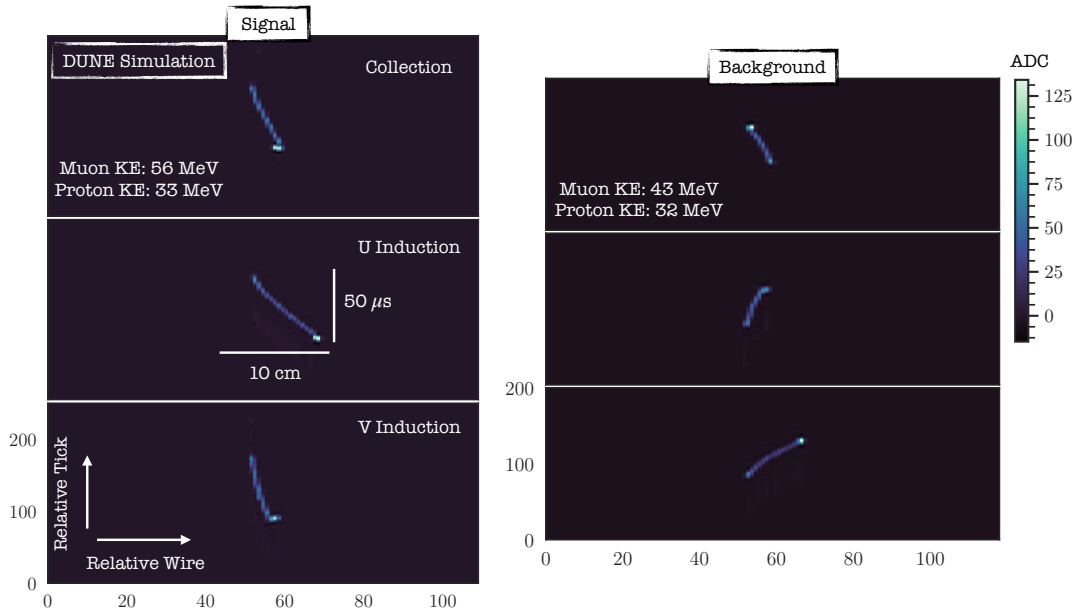 Signal
DUNE Simulation
Collection
Muon KE: 56 MeV
Proton KE: 33 MeV
U Induction
50 μs
10 cm
V Induction
Relative Tick
Relative Wire
200
100
0
0 20 40 60 80 100
Background
Muon KE: 43 MeV
Proton KE: 32 MeV
200
100
0
0 20 40 60 80 100
ADC
125
100
75
50
25
0